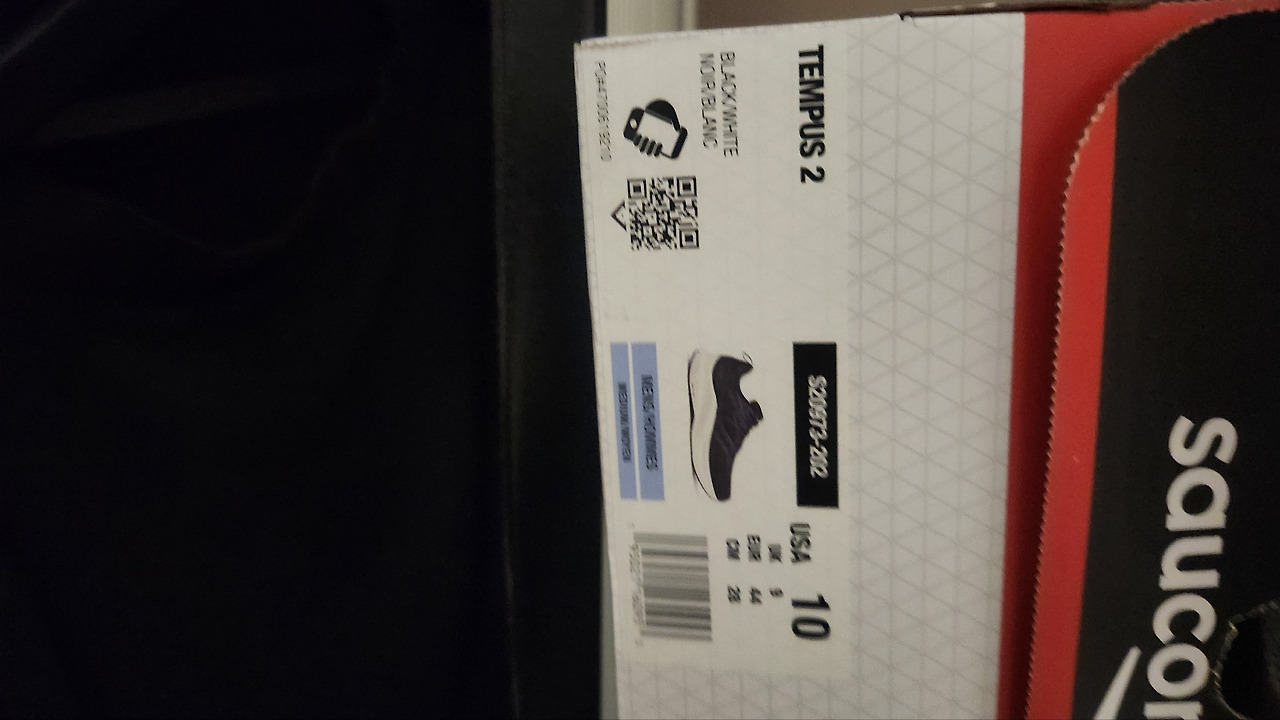 TEMPUS 2
BLACK/WHITE
NOIR/BLANC
S20973-202
MENS/HOMMES
MEDIUM/MOYEN
USA 10
UK 9
EUR 44
CM 28
saucon